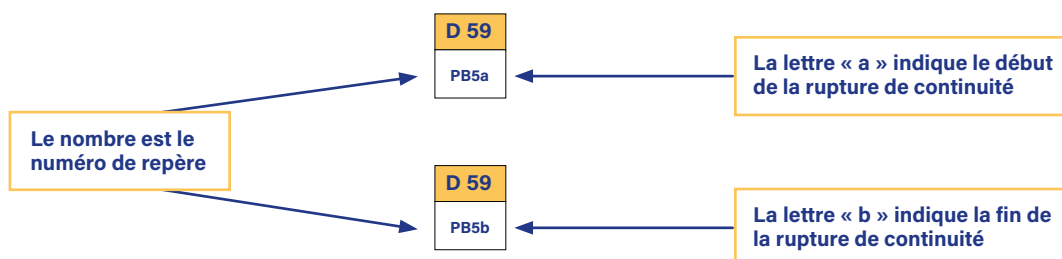 D 59
PB5a
La lettre « a » indique le début
de la rupture de continuité
Le nombre est le
numéro de repère
D 59
PB5b
La lettre « b » indique la fin de
la rupture de continuité